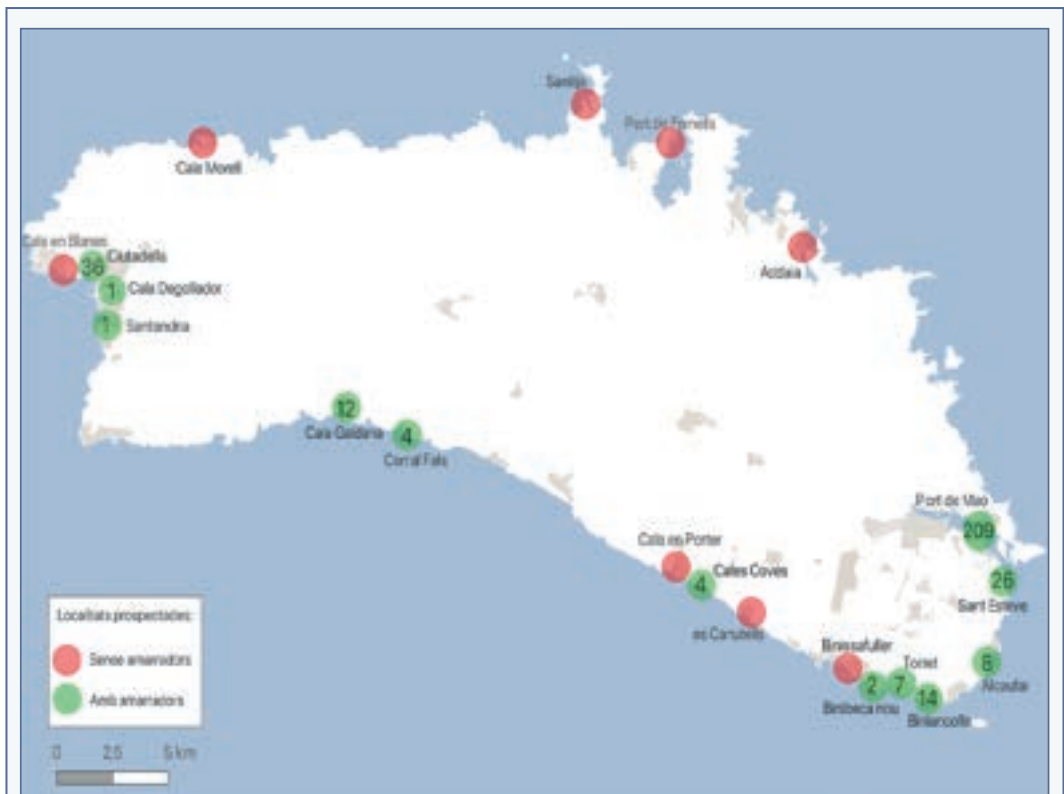 Sanitja
Port de Fornells
Cala Morell
Cala en Blanes
Ciutadella
38
Addaia
1
Cala Degollador
1
Santandria
12
Cala Galdana
4
Corral Fals
Port de Maó
209
Cala en Porter
Cales Coves
4
26
Sant Esteve
es Canutells
Binissafuller
Torret
8
Alcaufar
2
7
14
Binibeca nou
Biniancolla
Localitats prospectades:
Sense amarradors
Amb amarradors
0
2.5
5 km